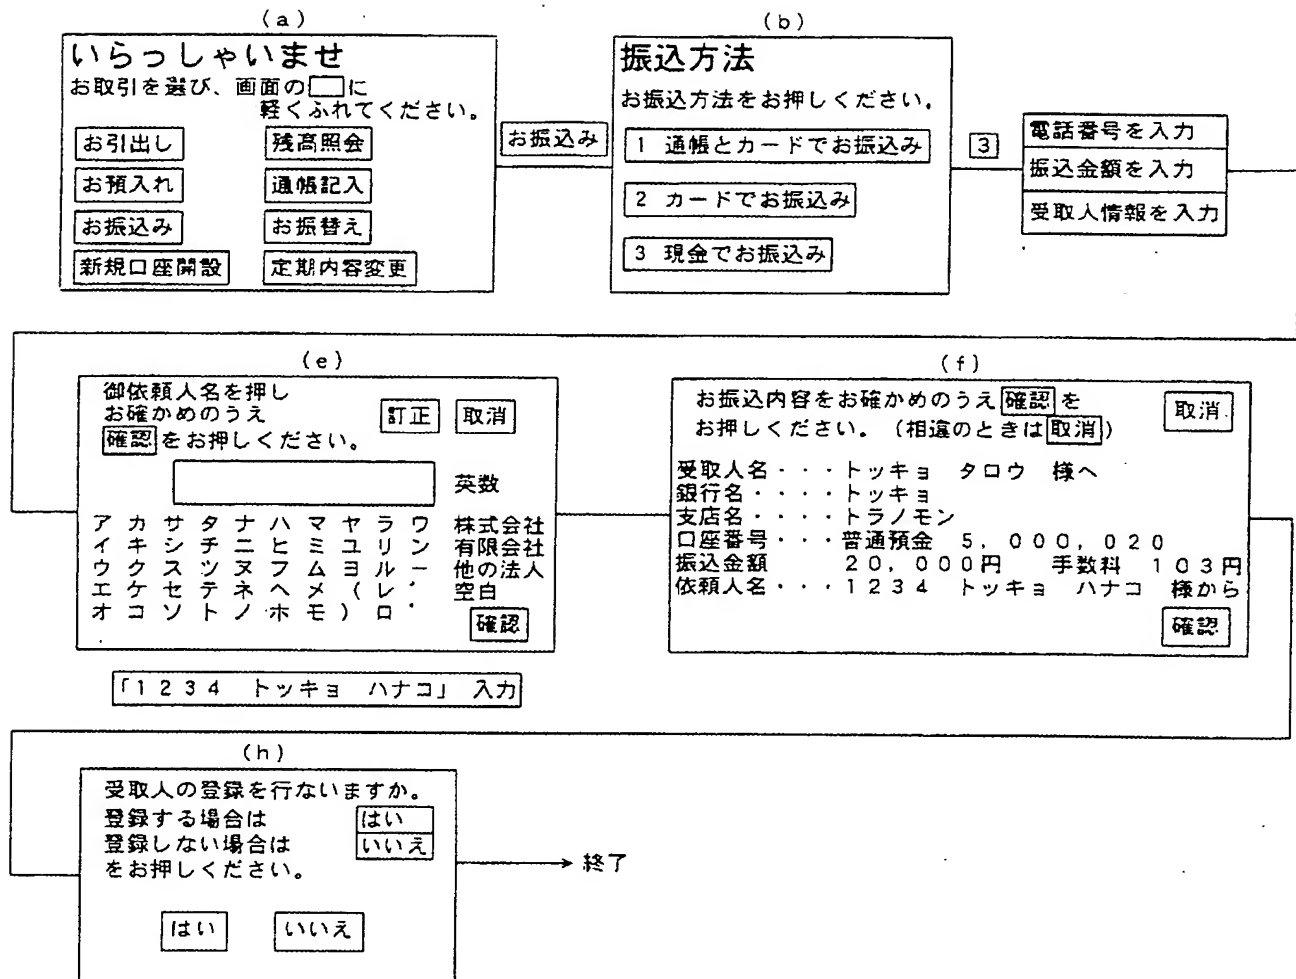 (a)
いらっしゃいませ
お取引を選び、画面の□に
軽くふれてください。
お引出し 残高照会
お預入れ 通帳記入
お振込み お振替え
新規口座開設 定期内容変更
お振込み
(b)
振込方法
お振込方法をお押しください.
1 通帳とカードでお振込み
2 カードでお振込み
3 現金でお振込み
3
電話番号を入力
振込金額を入力
受取人情報を入力
(e)
御依頼人名を押し
お確かめのうえ 訂正 取消
確認をお押しください。
英数
ア カ サ タ ナ ハ マ ヤ ラ ワ 株式会社
イ キ シ チ ニ ヒ ミ ユ リ ン 有限会社
ウ ク ス ツ ヌ フ ム ヨ ル ー 他の法人
エ ケ セ テ ネ ヘ メ ( レ ゛ 空白
オ コ ソ ト ノ ホ モ ) ロ ゜
確認
「1234 トッキョ ハナコ」 入力
(f)
お振込内容をお確かめのうえ確認を 取消
お押しください. (相違のときは取消)
受取人名・・・トッキョ タロウ 様へ
銀行名・・・・トッキョ
支店名・・・・トラノモン
口座番号・・・普通預金 5,000,020
振込金額 20,000円 手数料 103円
依頼人名・・・1234 トッキョ ハナコ 様から
確認
(h)
受取人の登録を行ないますか.
登録する場合は はい
登録しない場合は いいえ
をお押しください。
はい いいえ
終了